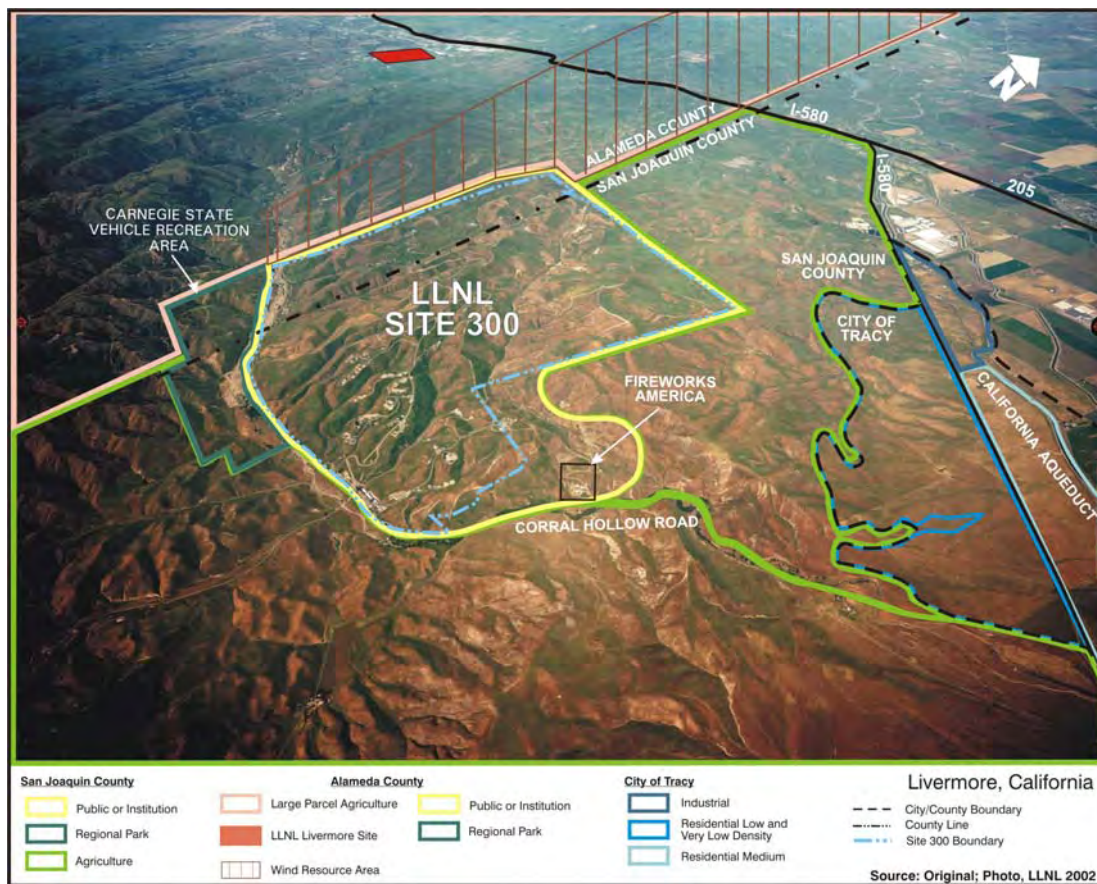 N
ALAMEDA COUNTY
SAN JOAQUIN COUNTY
I-580
I-580
205
CARNEGIE STATE
VEHICLE RECREATION
AREA
LLNL
SITE 300
SAN JOAQUIN
COUNTY
CITY OF
TRACY
FIREWORKS
AMERICA
CALIFORNIA AQUEDUCT
CORRAL HOLLOW ROAD
San Joaquin County
Public or Institution
Regional Park
Agriculture
Alameda County
Large Parcel Agriculture
LLNL Livermore Site
Wind Resource Area
Public or Institution
Regional Park
City of Tracy
Industrial
Residential Low and
Very Low Density
Residential Medium
Livermore, California
City/County Boundary
County Line
Site 300 Boundary
Source: Original; Photo, LLNL 2002